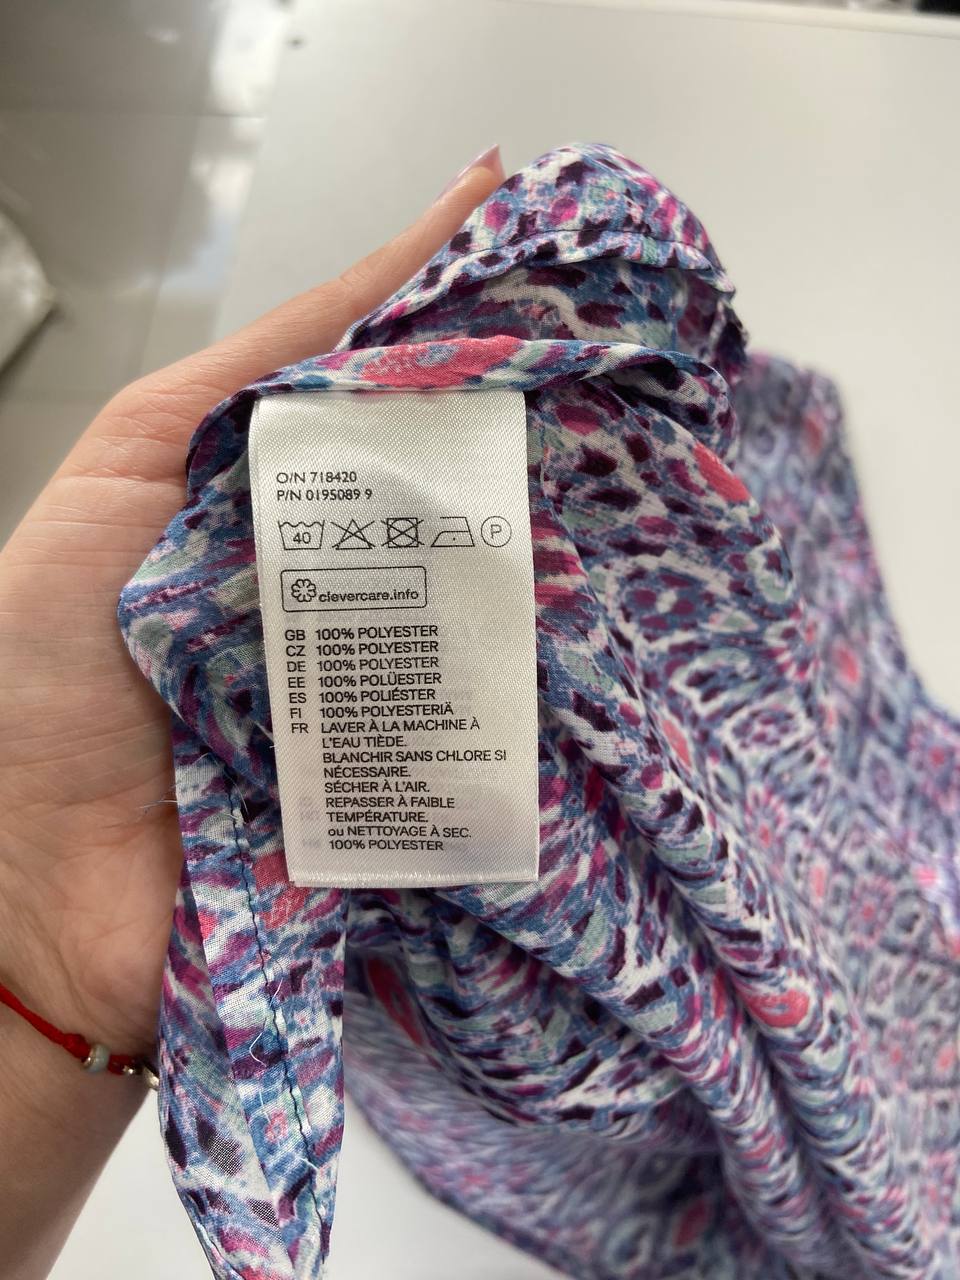 O/N 718420
P/N 0195089 9
40 P
clevercare.info
GB 100% POLYESTER
CZ 100% POLYESTER
DE 100% POLYESTER
EE 100% POLÜESTER
ES 100% POLIÉSTER
FI 100% POLYESTERIÄ
FR LAVER À LA MACHINE À
L'EAU TIÈDE.
BLANCHIR SANS CHLORE SI
NÉCESSAIRE.
SÉCHER À L'AIR.
REPASSER À FAIBLE
TEMPÉRATURE.
ou NETTOYAGE À SEC.
100% POLYESTER